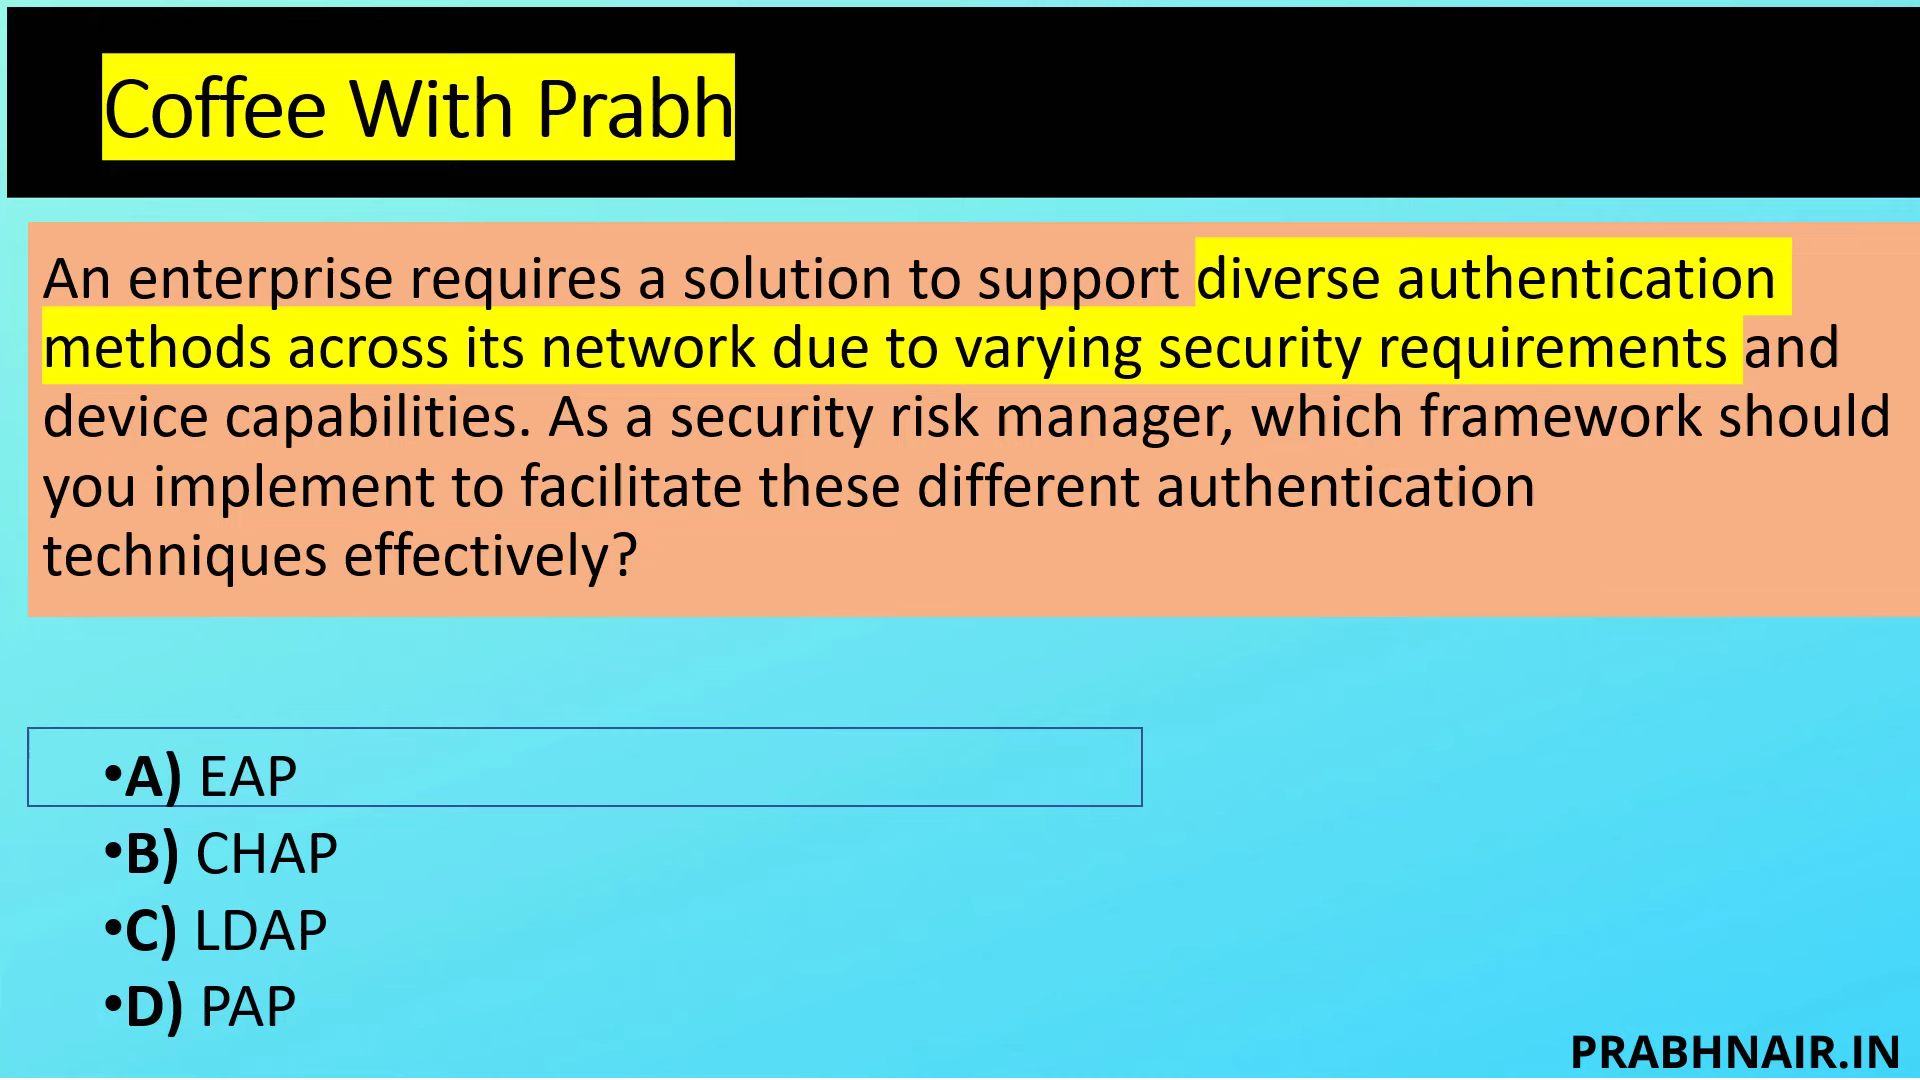 Coffee With Prabh
An enterprise requires a solution to support diverse authentication
methods across its network due to varying security requirements and
device capabilities. As a security risk manager, which framework should
you implement to facilitate these different authentication
techniques effectively?
•A) EAP
•B) CHAP
•C) LDAP
•D) PAP
PRABHNAIR.IN